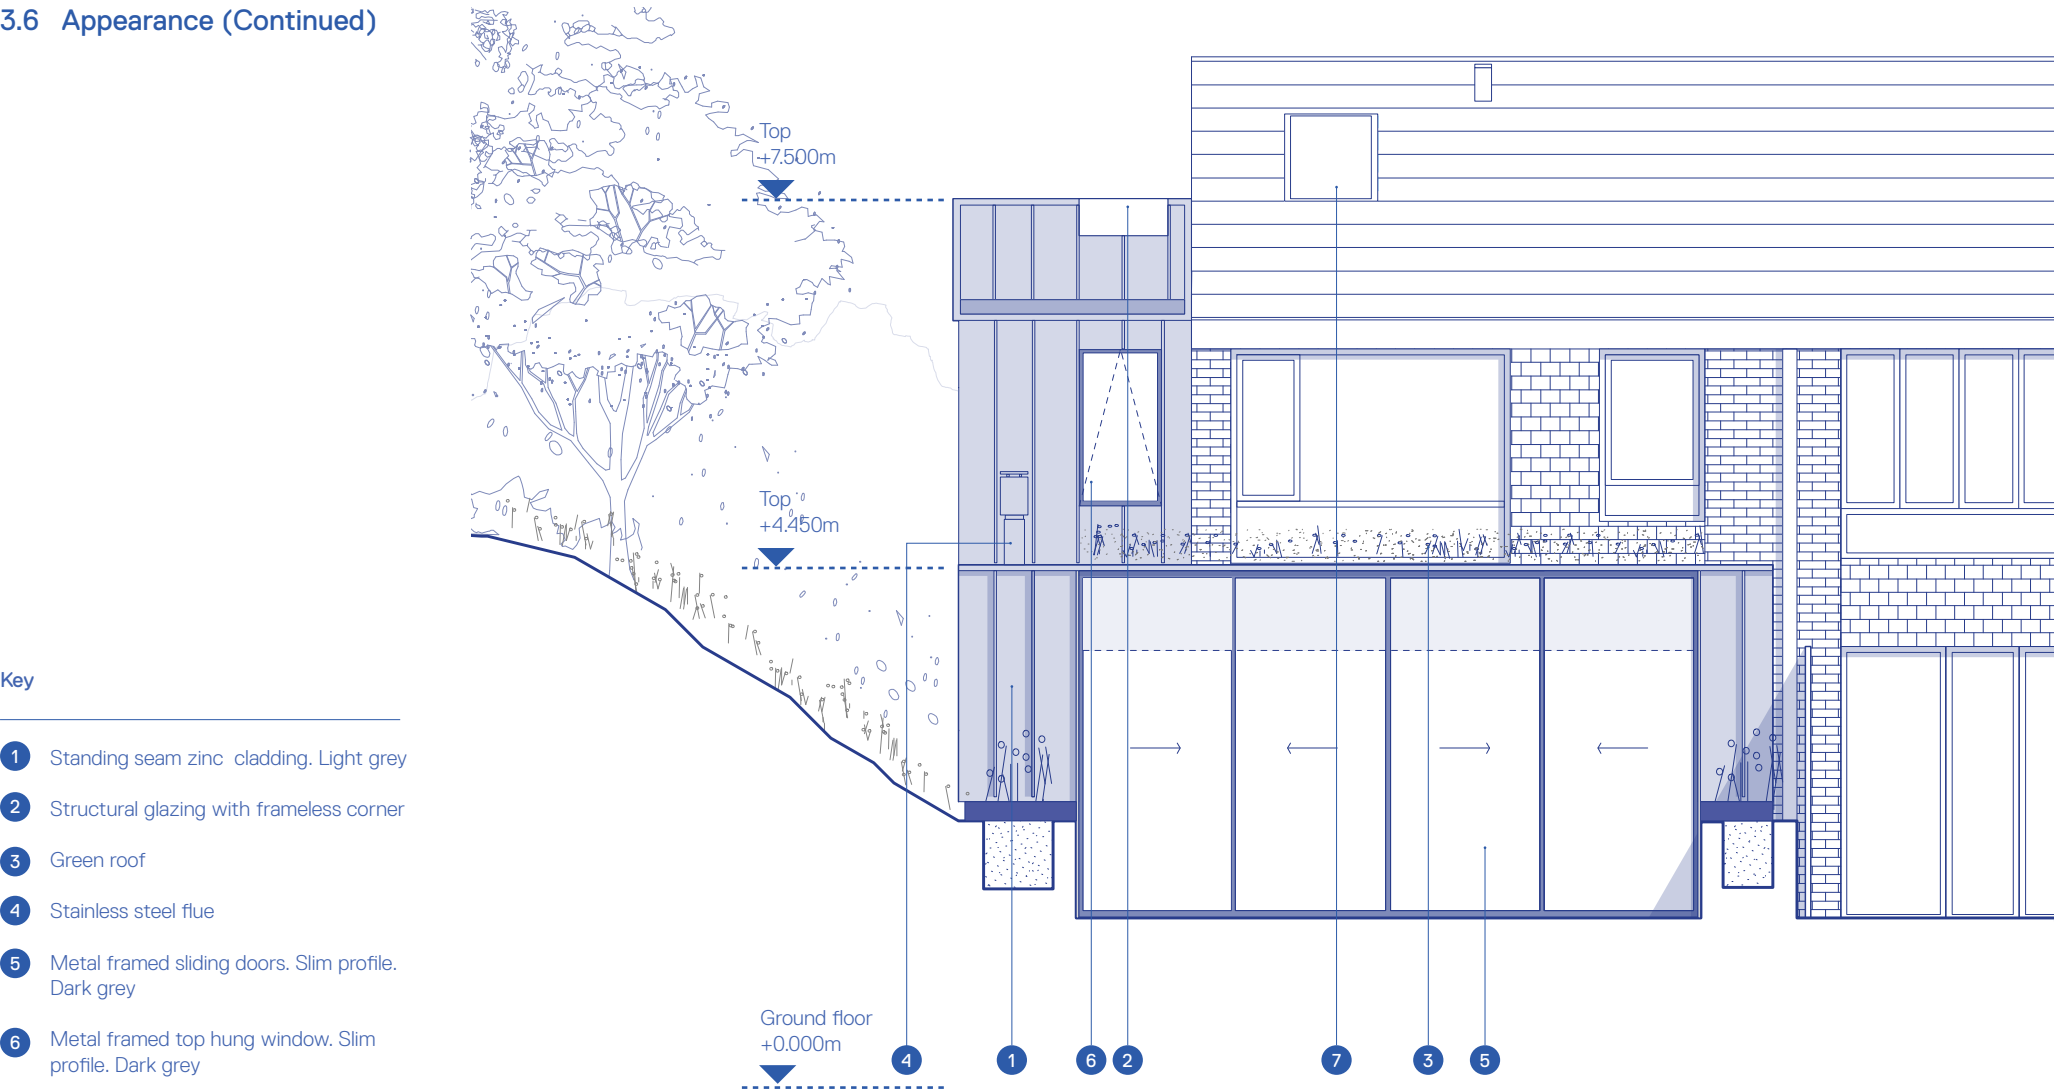 3.6 Appearance (Continued)
Top
+7.500m
Top
+4.450m
Key
1 Standing seam zinc cladding. Light grey
2 Structural glazing with frameless corner
3 Green roof
4 Stainless steel flue
5 Metal framed sliding doors. Slim profile.
Dark grey
6 Metal framed top hung window. Slim
profile. Dark grey
Ground floor
+0.000m
4 1 6 2 7 3 5